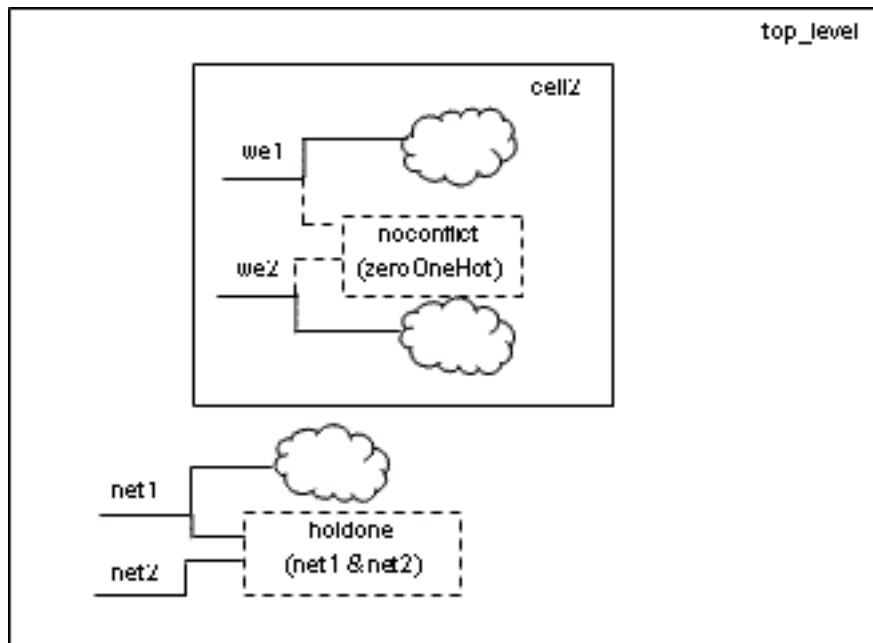 top_level
cell2
we1
noconflict
we2
(zeroOneHot)
net1
holdone
(net1 & net2)
net2